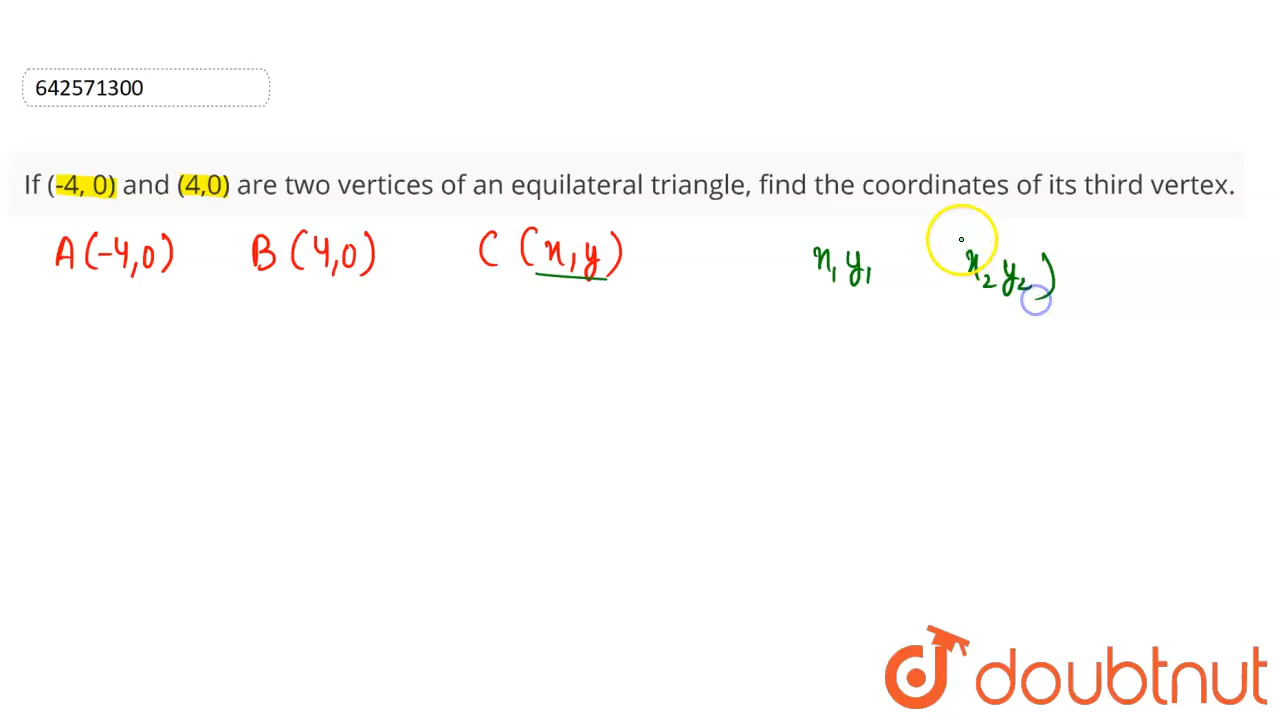 642571300
If (-4, 0) and (4,0) are two vertices of an equilateral triangle, find the coordinates of its third vertex.
A (-4,0) B (4,0) C (x,y) x₁ y₁ x₂ y₂)
doubtnut